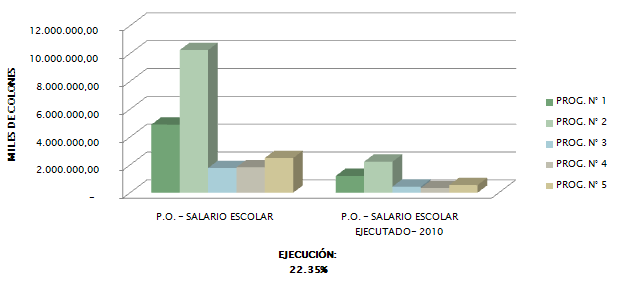 12.000.000,00
10.000.000,00
8.000.000,00
6.000.000,00
4.000.000,00
2.000.000,00
-
MILES DE COLONES
P.O. - SALARIO ESCOLAR
P.O. - SALARIO ESCOLAR
EJECUTADO- 2010
EJECUCIÓN:
22.35%
PROG. N° 1
PROG. N° 2
PROG. N° 3
PROG. N° 4
PROG. N° 5